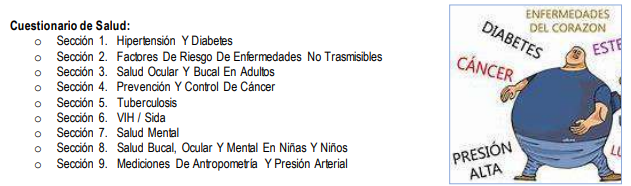 Cuestionario de Salud:
o Sección 1. Hipertensión Y Diabetes
o Sección 2. Factores De Riesgo De Enfermedades No Trasmisibles
o Sección 3. Salud Ocular Y Bucal En Adultos
o Sección 4. Prevención Y Control De Cáncer
o Sección 5. Tuberculosis
o Sección 6. VIH / Sida
o Sección 7. Salud Mental
o Sección 8. Salud Bucal, Ocular Y Mental En Niñas Y Niños
o Sección 9. Mediciones De Antropometría Y Presión Arterial
ENFERMEDADES
DEL CORAZON
DIABETES
ESTE
CÁNCER
PRESIÓN
ALTA